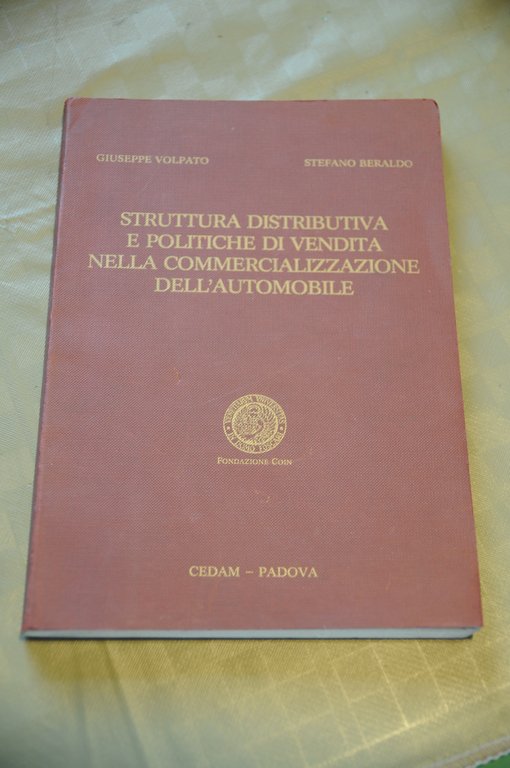 GIUSEPPE VOLPATO
STEFANO BERALDO
STRUTTURA DISTRIBUTIVA
E POLITICHE DI VENDITA
NELLA COMMERCIALIZZAZIONE
DELL'AUTOMOBILE
FONDAZIONE COIN
CEDAM – PADOVA